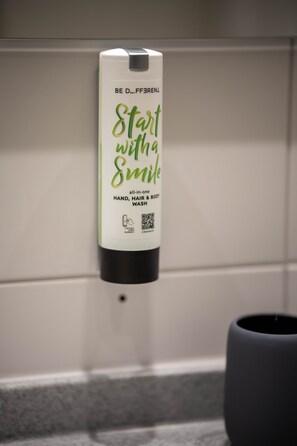 BE D_FFERENT
Start
with a
Smile
all-in-one
HAND, HAIR & BODY
WASH